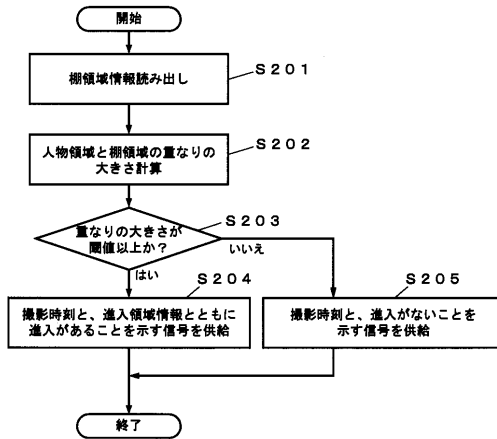 開始
棚領域情報読み出し
S201
人物領域と棚領域の重なりの
大きさ計算
S202
重なりの大きさが
閾値以上か？
S203
いいえ
はい
S204
撮影時刻と、進入領域情報とともに
進入があることを示す信号を供給
S205
撮影時刻と、進入がないことを
示す信号を供給
終了